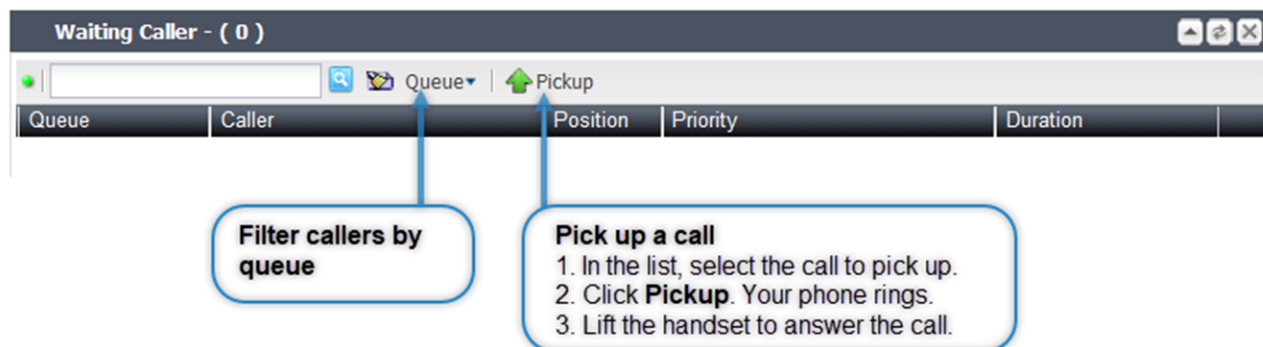 Waiting Caller - ( 0 )
Queue Pickup
Queue Caller Position Priority Duration
Filter callers by
queue
Pick up a call
1. In the list, select the call to pick up.
2. Click Pickup. Your phone rings.
3. Lift the handset to answer the call.